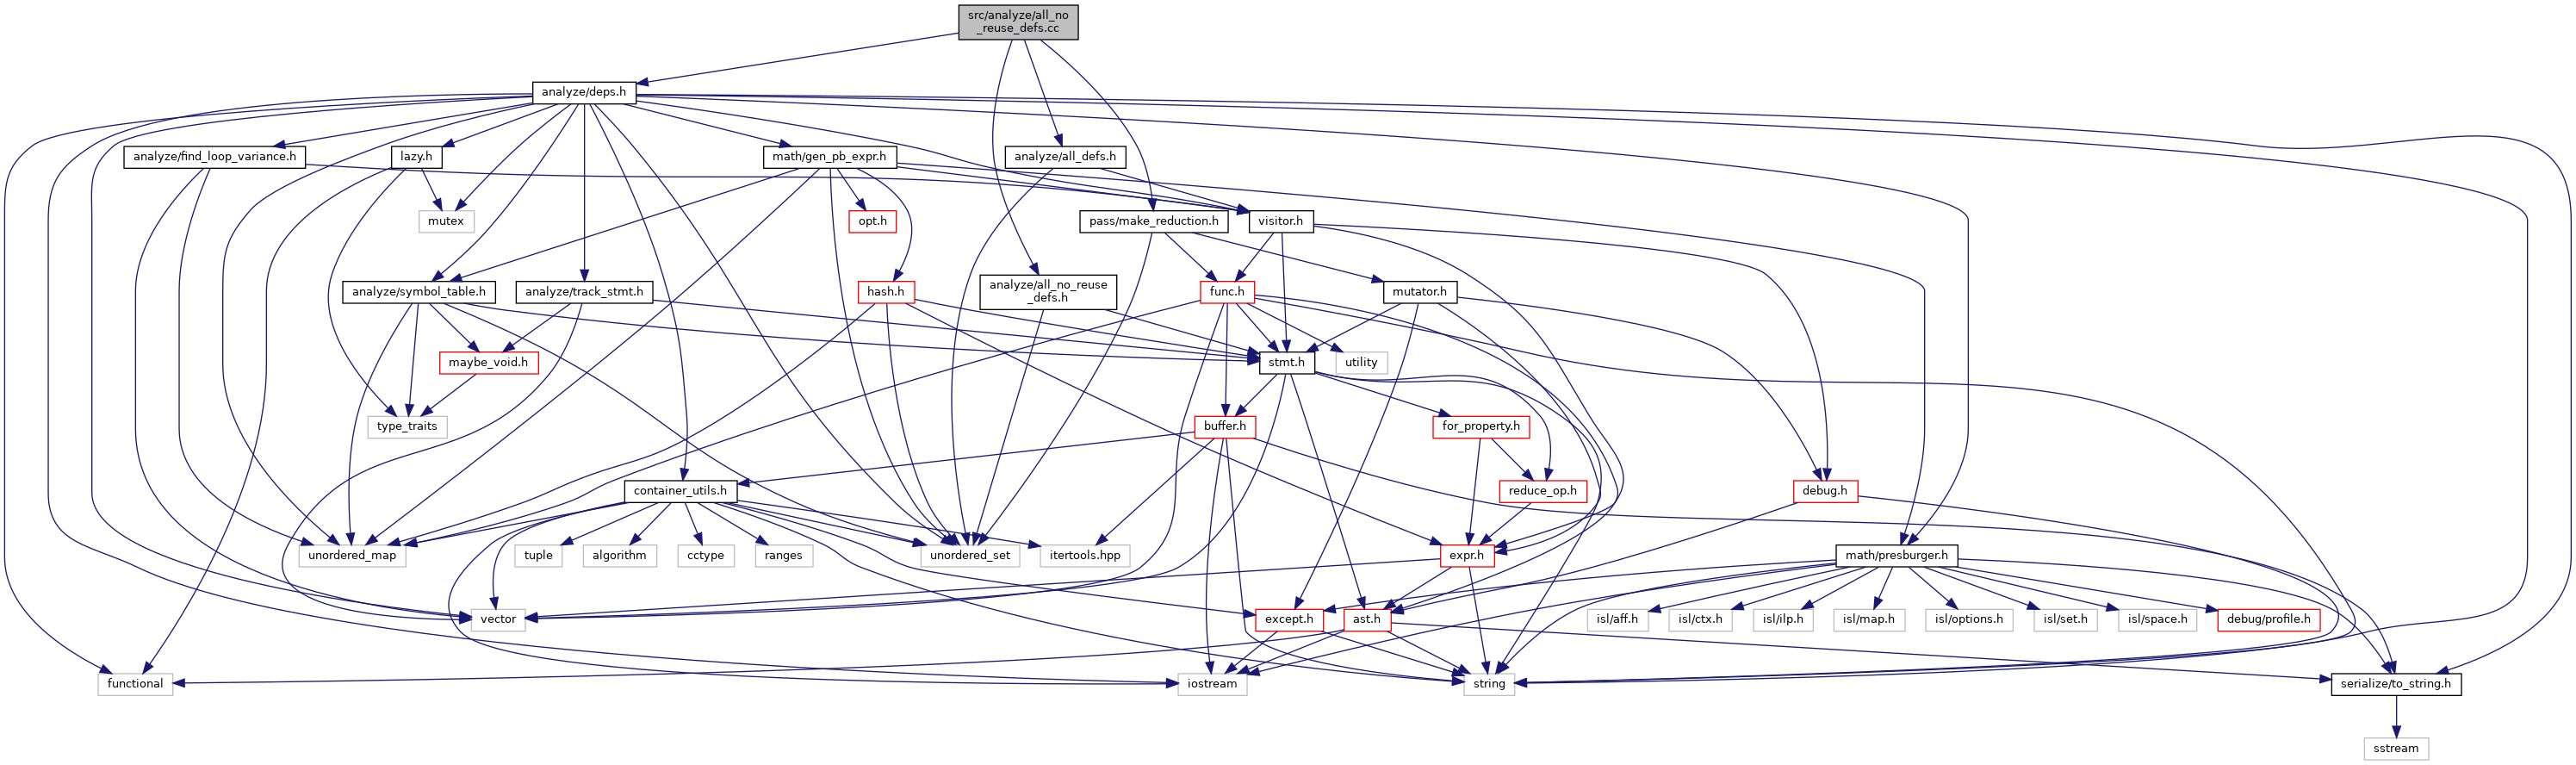 src/analyze/all_no
_reuse_defs.cc
analyze/deps.h
analyze/find_loop_variance.h
lazy.h
math/gen_pb_expr.h
analyze/all_defs.h
mutex
opt.h
pass/make_reduction.h
visitor.h
analyze/symbol_table.h
analyze/track_stmt.h
hash.h
analyze/all_no_reuse
_defs.h
func.h
mutator.h
maybe_void.h
stmt.h
utility
type_traits
buffer.h
for_property.h
container_utils.h
reduce_op.h
debug.h
unordered_map
tuple
algorithm
cctype
ranges
unordered_set
itertools.hpp
expr.h
math/presburger.h
vector
except.h
ast.h
isl/aff.h
isl/ctx.h
isl/ilp.h
isl/map.h
isl/options.h
isl/set.h
isl/space.h
debug/profile.h
functional
iostream
string
serialize/to_string.h
sstream